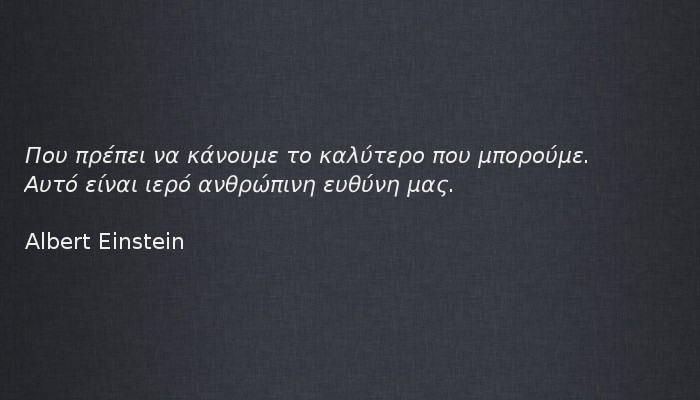 Που πρέπει να κάνουμε το καλύτερο που μπορούμε.
Αυτό είναι ιερό ανθρώπινη ευθύνη μας.
Albert Einstein